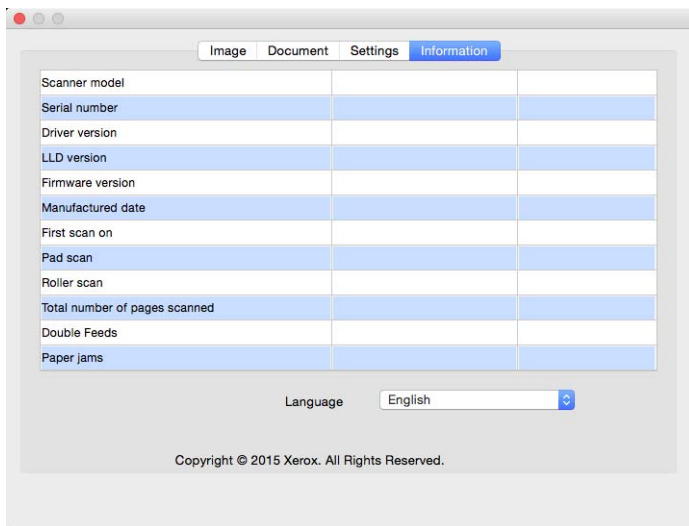 Image Document Settings Information
Scanner model
Serial number
Driver version
LLD version
Firmware version
Manufactured date
First scan on
Pad scan
Roller scan
Total number of pages scanned
Double Feeds
Paper jams
Language English
Copyright © 2015 Xerox. All Rights Reserved.